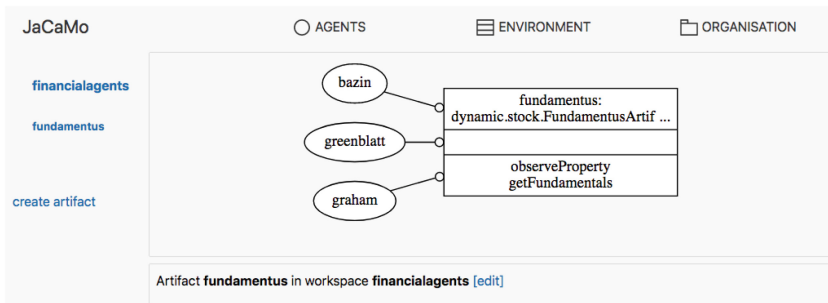 JaCaMo
AGENTS
ENVIRONMENT
ORGANISATION
financialagents
fundamentus
create artifact
bazin
greenblatt
graham
fundamentus:
dynamic.stock.FundamentusArtif ...
observeProperty
getFundamentals
Artifact fundamentus in workspace financialagents [edit]